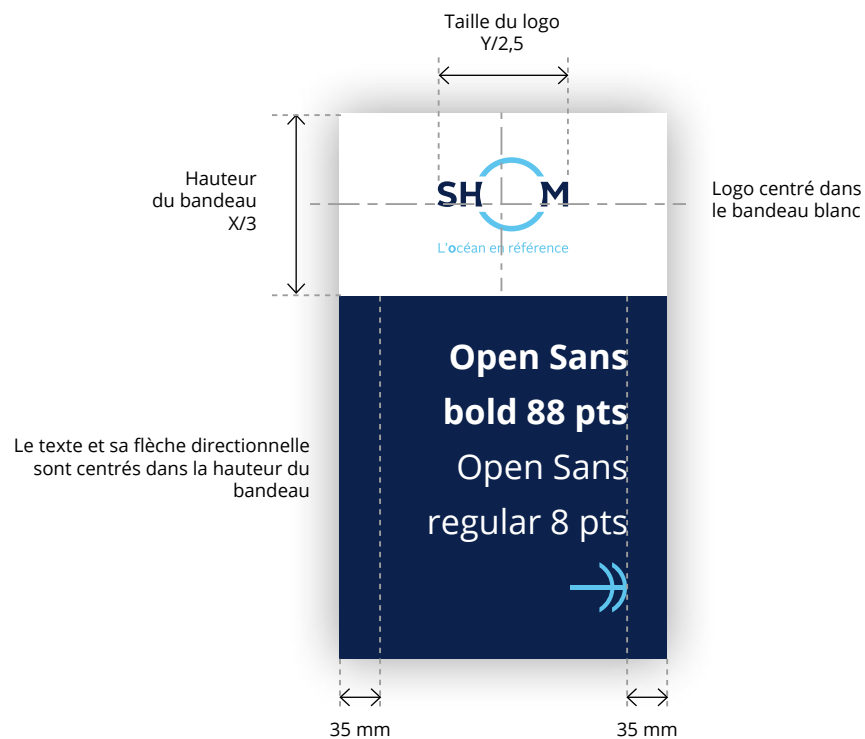 Taille du logo
Y/2,5
Hauteur
du bandeau
X/3
SHOM
L'océan en référence
Logo centré dans
le bandeau blanc
Open Sans
bold 88 pts
Open Sans
regular 8 pts
Le texte et sa flèche directionnelle
sont centrés dans la hauteur du
bandeau
35 mm
35 mm